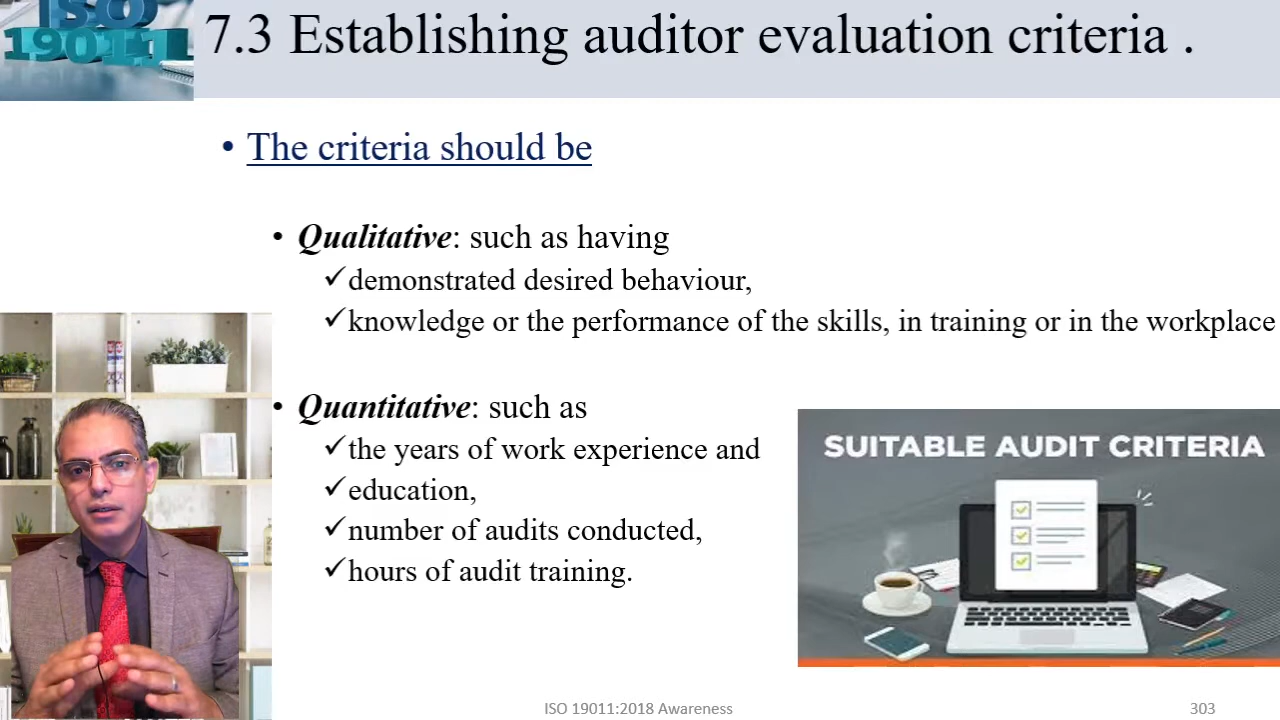 ISO
19011
7.3 Establishing auditor evaluation criteria .
• The criteria should be
• Qualitative: such as having
✓demonstrated desired behaviour,
✓knowledge or the performance of the skills, in training or in the workplace
• Quantitative: such as
✓the years of work experience and
✓education,
✓number of audits conducted,
✓hours of audit training.
SUITABLE AUDIT CRITERIA
ISO 19011:2018 Awareness
303